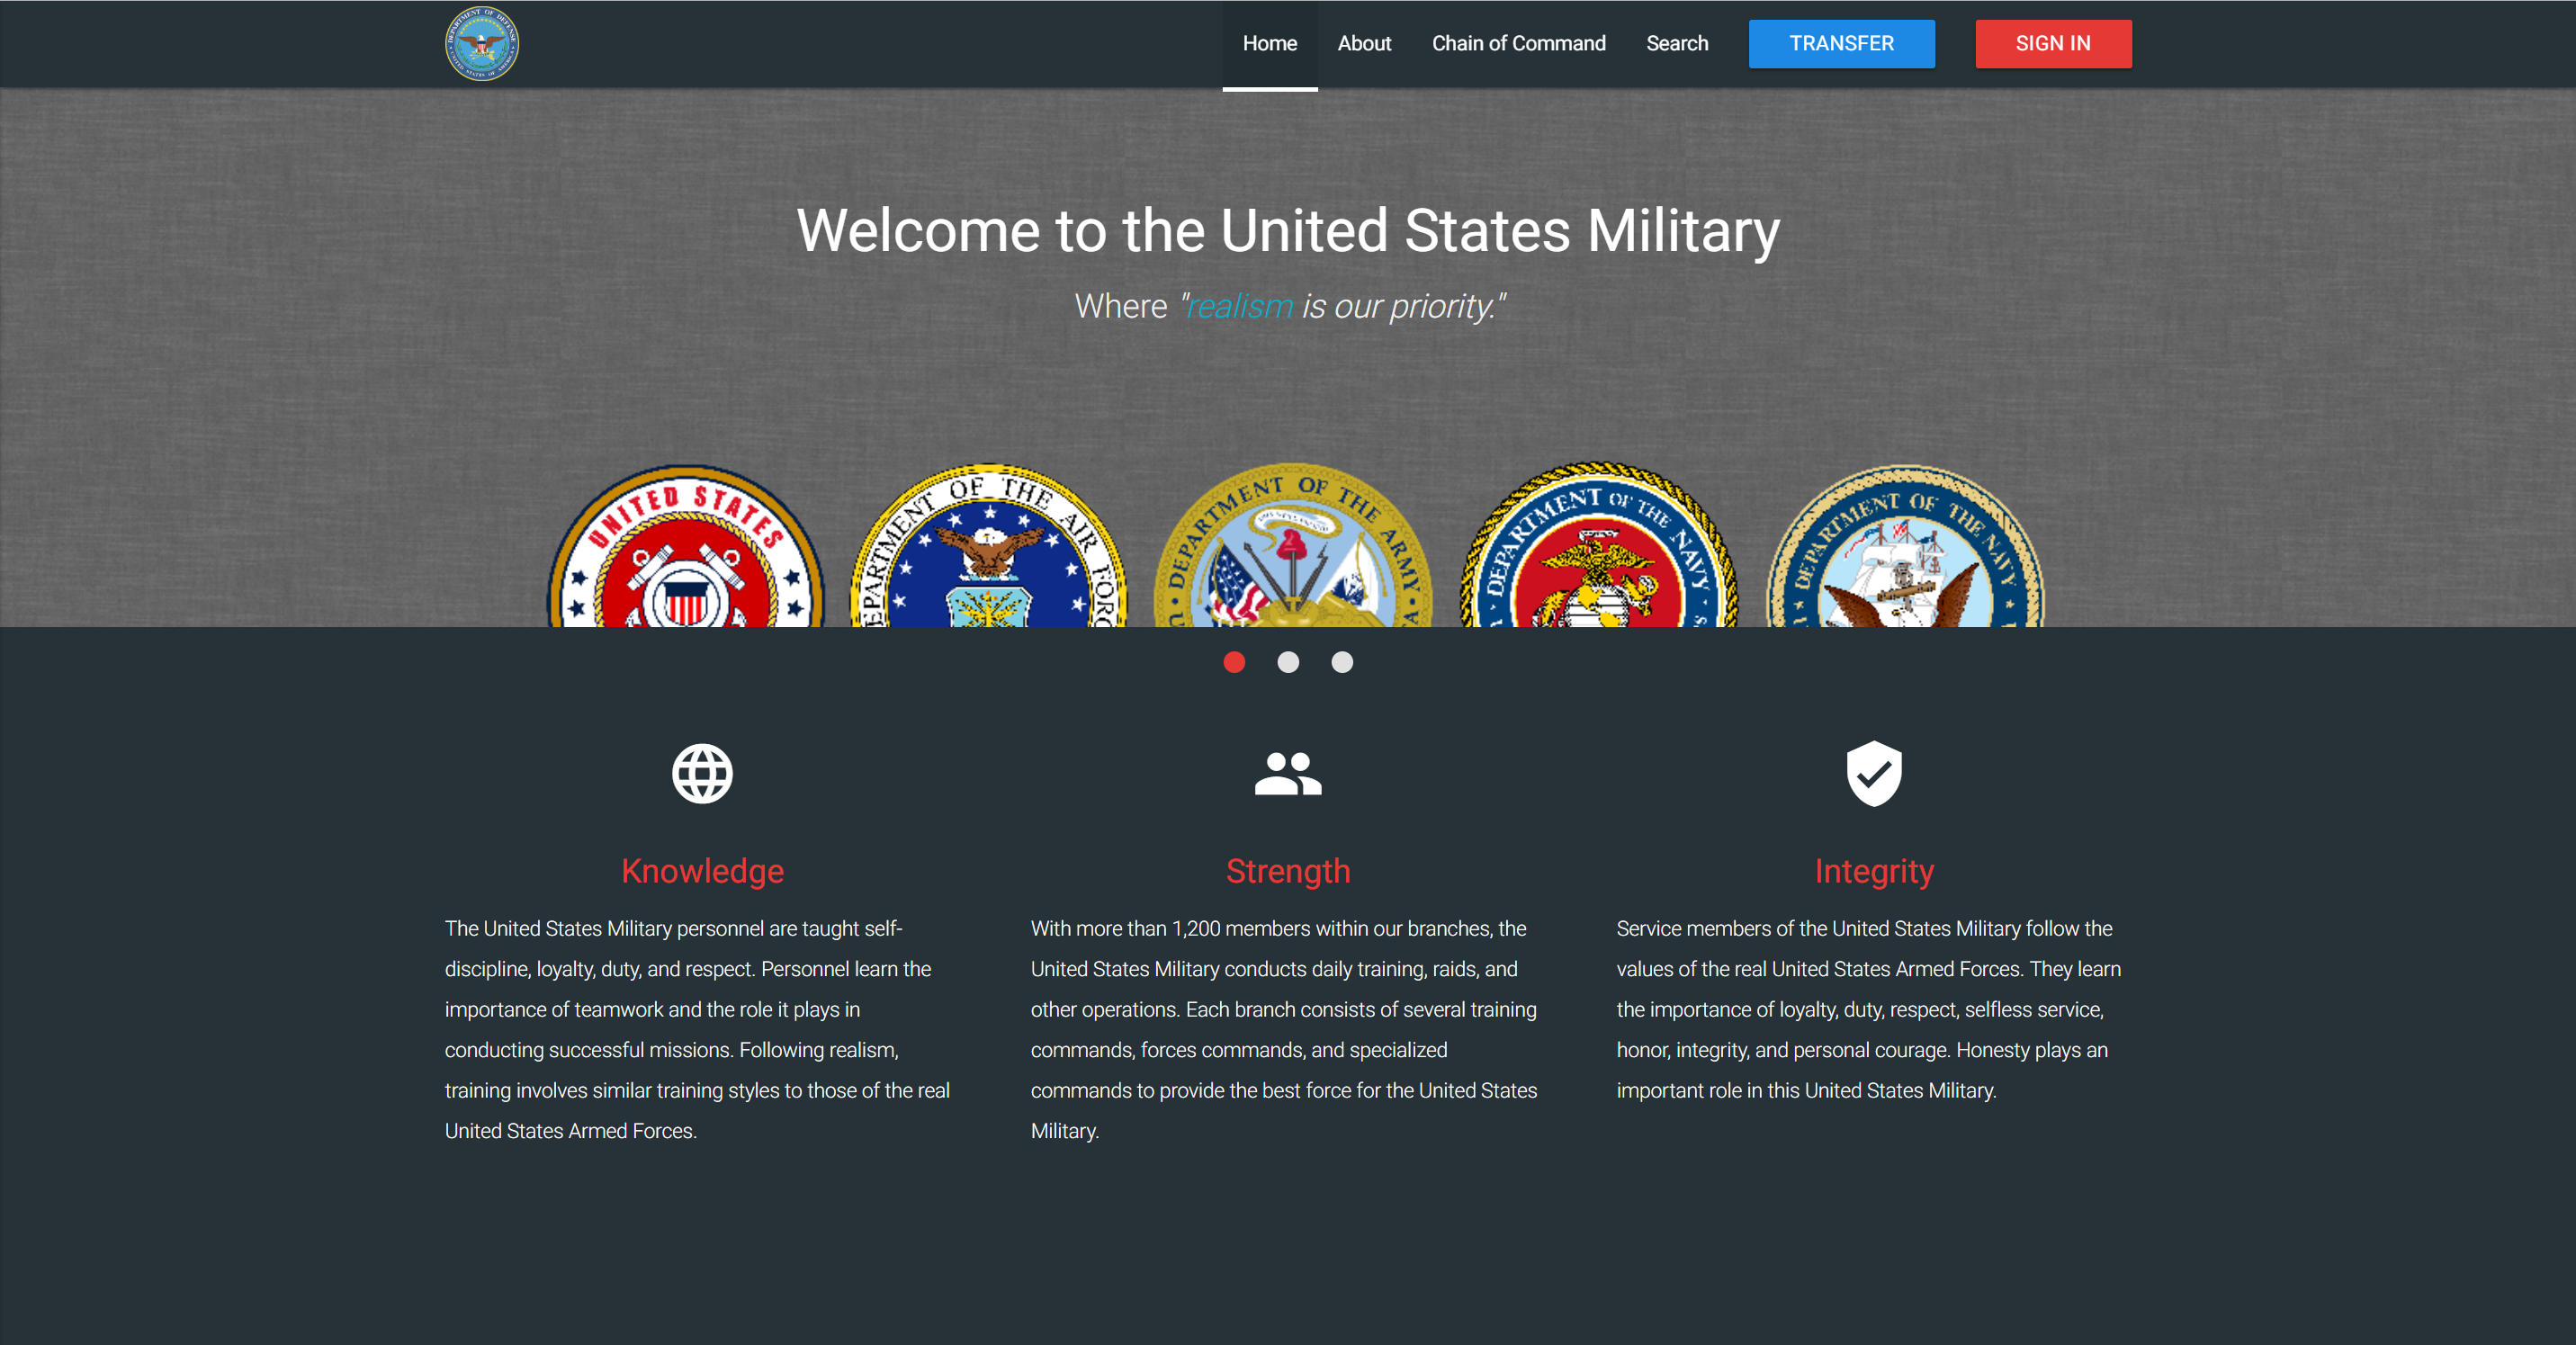 DEPARTMENT OF DEFENSE
UNITED STATES OF AMERICA
Home
About
Chain of Command
Search
TRANSFER
SIGN IN
Welcome to the United States Military
Where "realism is our priority."
UNITED STATES
DEPARTMENT OF THE AIR FORC
DEPARTMENT OF THE ARMY
DEPARTMENT OF THE NAVY
DEPARTMENT OF THE NAVY
Knowledge
The United States Military personnel are taught self-
discipline, loyalty, duty, and respect. Personnel learn the
importance of teamwork and the role it plays in
conducting successful missions. Following realism,
training involves similar training styles to those of the real
United States Armed Forces.
Strength
With more than 1,200 members within our branches, the
United States Military conducts daily training, raids, and
other operations. Each branch consists of several training
commands, forces commands, and specialized
commands to provide the best force for the United States
Military.
Integrity
Service members of the United States Military follow the
values of the real United States Armed Forces. They learn
the importance of loyalty, duty, respect, selfless service,
honor, integrity, and personal courage. Honesty plays an
important role in this United States Military.